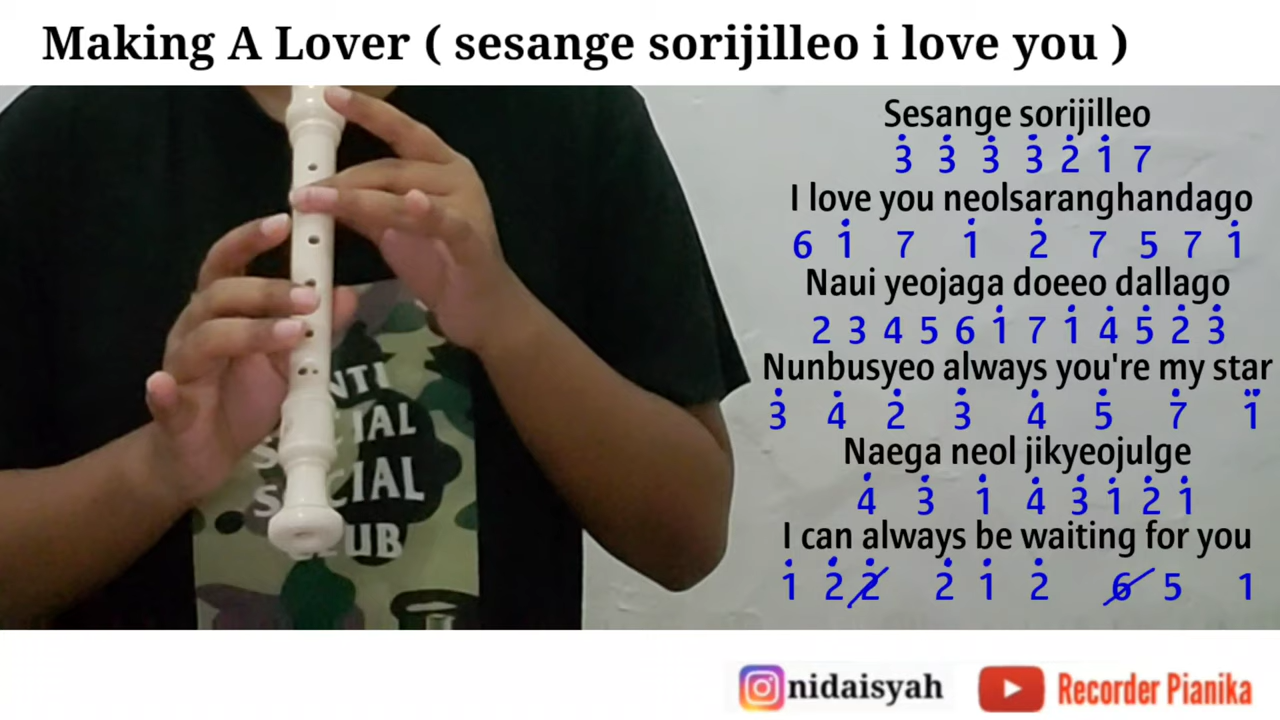 Making A Lover ( sesange sorijilleo i love you )
Sesange sorijilleo
3̇ 3̇ 3̇ 3̇ 2̇ 1̇ 7
I love you neolsaranghandago
6 1̇ 7 1̇ 2̇ 7 5 7 1̇
Naui yeojaga doeeo dallago
2 3 4 5 6 1̇ 7 1̇ 4̇ 5̇ 2̇ 3̇
Nunbusyeo always you're my star
3̇ 4̇ 2̇ 3̇ 4̇ 5̇ 7̇ 1̈
Naega neol jikyeojulge
4̇ 3̇ 1̇ 4̇ 3̇ 1̇ 2̇ 1̇
I can always be waiting for you
1̇ 2̇ 2̸̇ 2̇ 1̇ 2̇ 6̸ 5 1
ANTI
SOCIAL
SOCIAL
CLUB
nidaisyah
Recorder Pianika